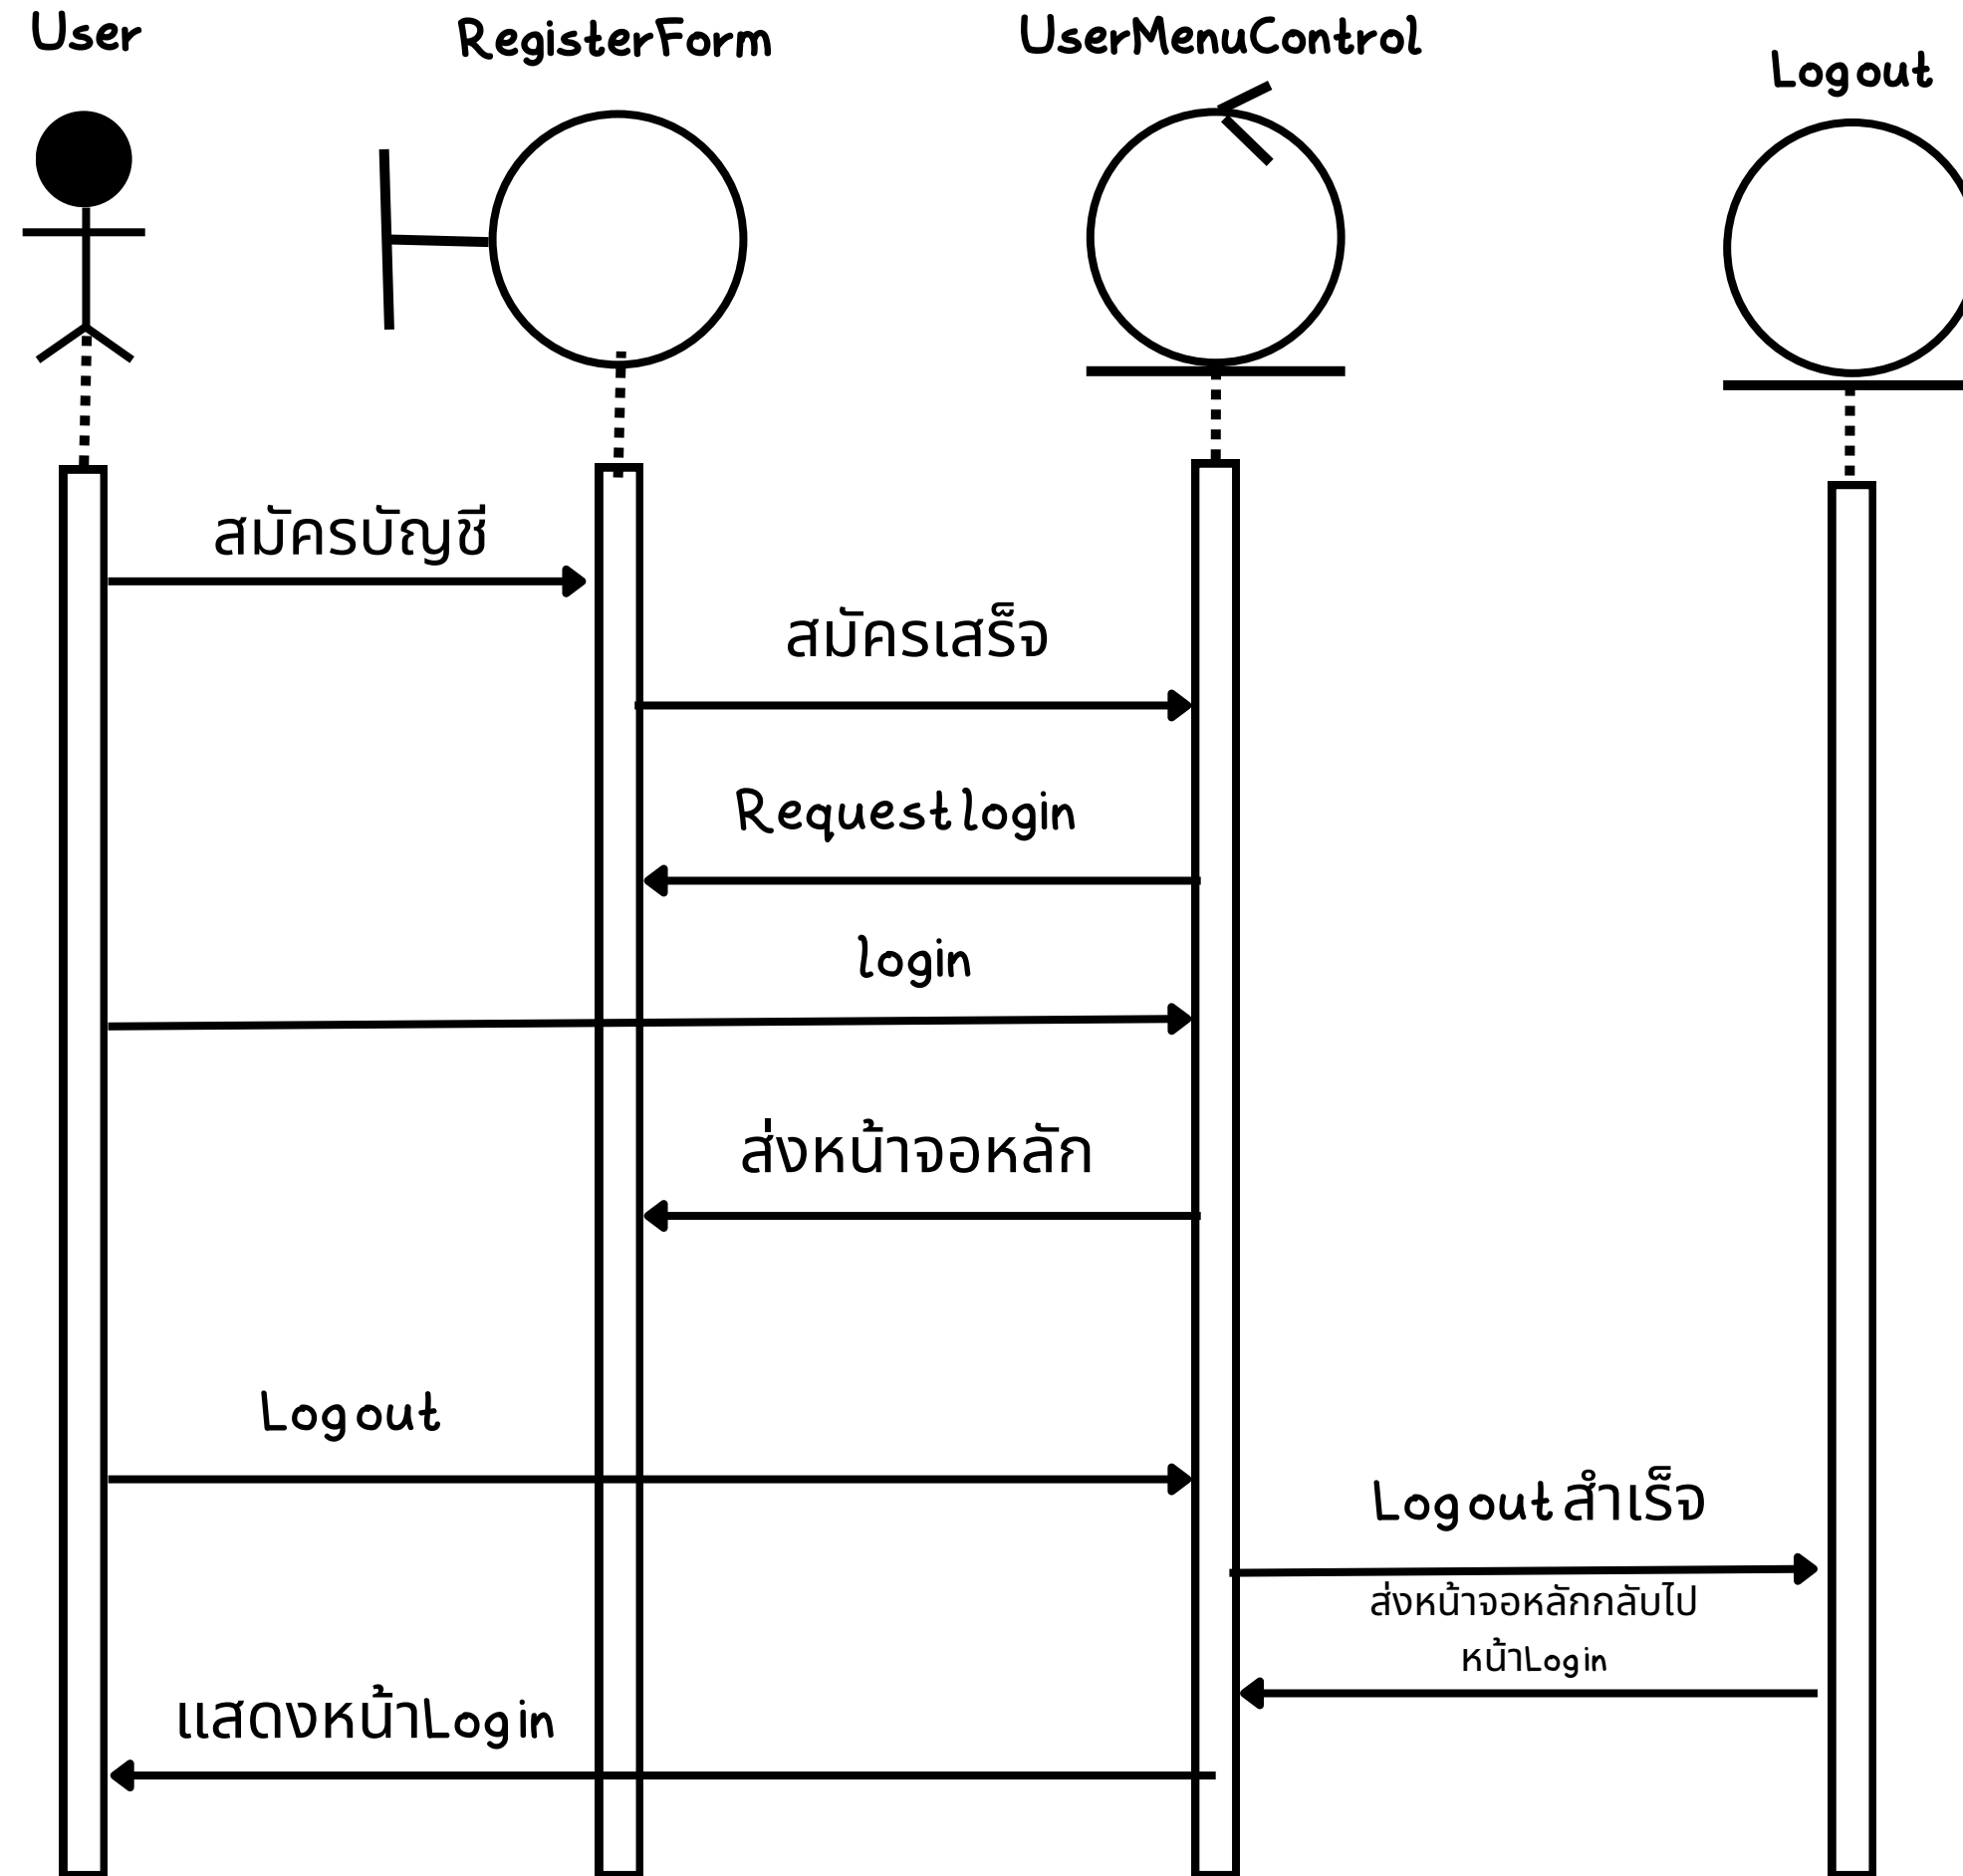 User
RegisterForm
UserMenuControl
Logout
สมัครบัญชี
สมัครเสร็จ
Request login
login
ส่งหน้าจอหลัก
Logout
Logout สำเร็จ
ส่งหน้าจอหลักกลับไป
หน้าLogin
แสดงหน้าLogin